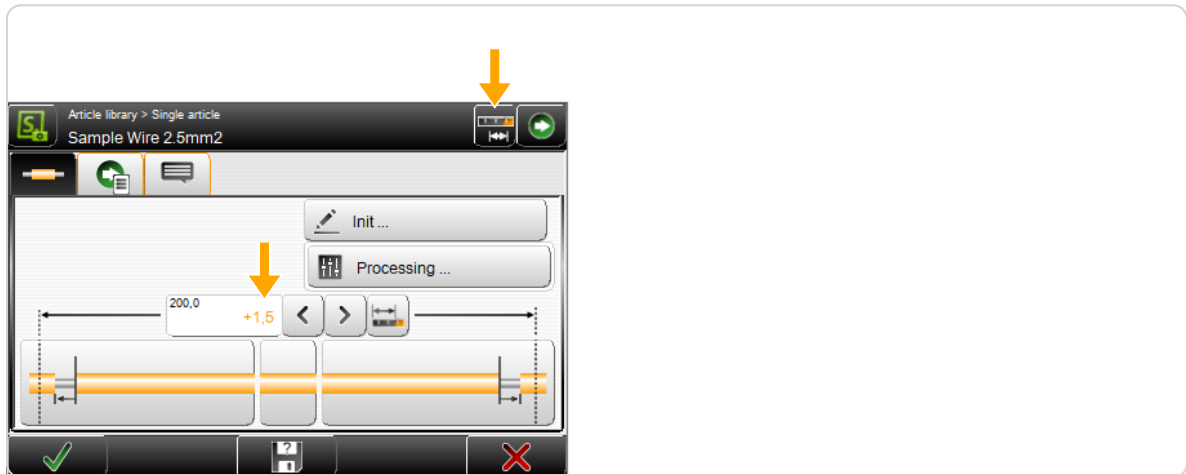 Article library > Single article
Sample Wire 2.5mm2
Init ...
Processing ...
200,0
+1,5